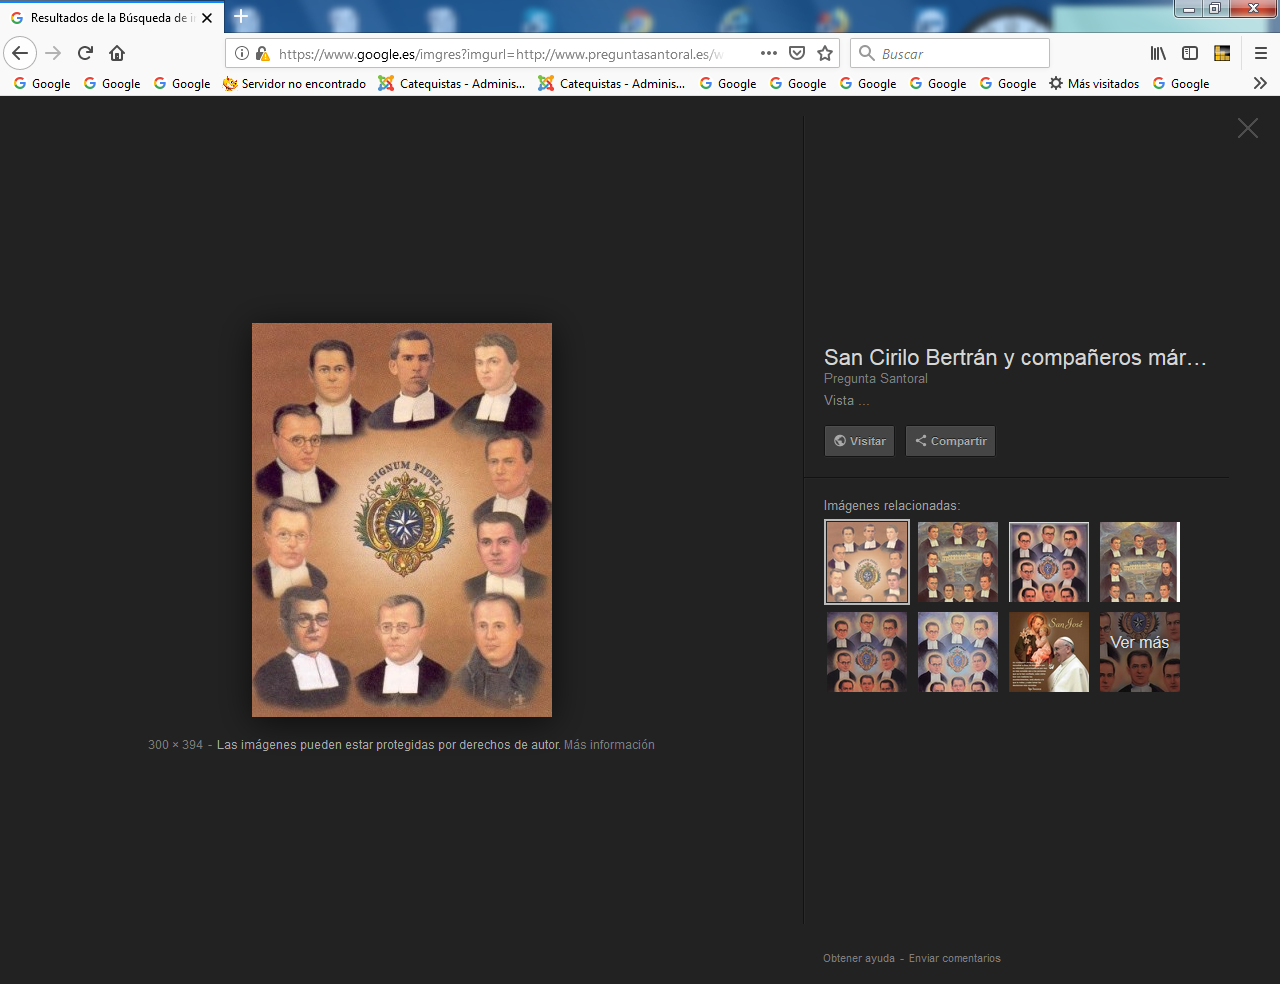 Resultados de la Búsqueda de i
https://www.google.es/imgres?imgurl=http://www.preguntasantoral.es/w
Buscar
Google
Google
Google
Servidor no encontrado
Catequistas - Adminis...
Catequistas - Adminis...
Google
Google
Google
Google
Google
Más visitados
Google
SIGNUM FIDEI
300 × 394 - Las imágenes pueden estar protegidas por derechos de autor. Más información
San Cirilo Bertrán y compañeros már...
Pregunta Santoral
Vista ...
Visitar
Compartir
Imágenes relacionadas:
San José
Ver más
Obtener ayuda - Enviar comentarios